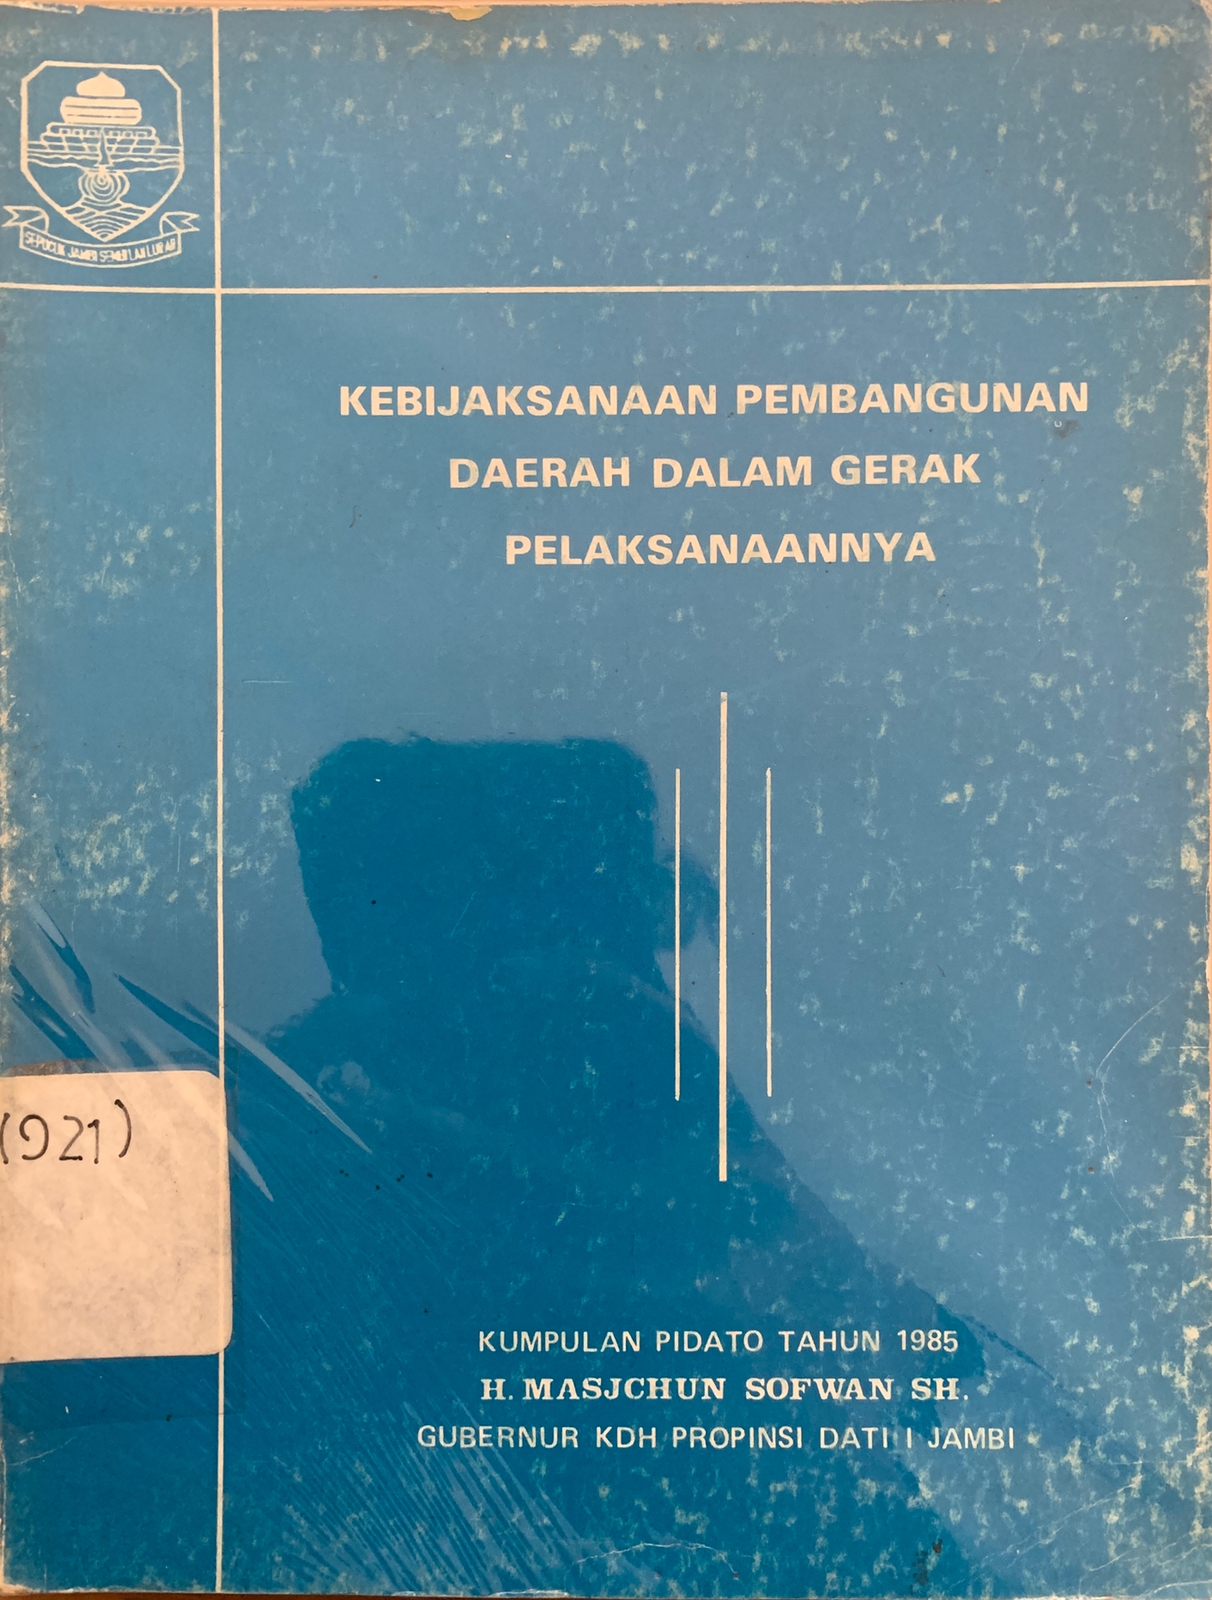 SEPUCUK JAMBI SEMBILAN LURAH
KEBIJAKSANAAN PEMBANGUNAN
DAERAH DALAM GERAK
PELAKSANAANNYA
(921)
KUMPULAN PIDATO TAHUN 1985
H. MASJCHUN SOFWAN SH.
GUBERNUR KDH PROPINSI DATI I JAMBI